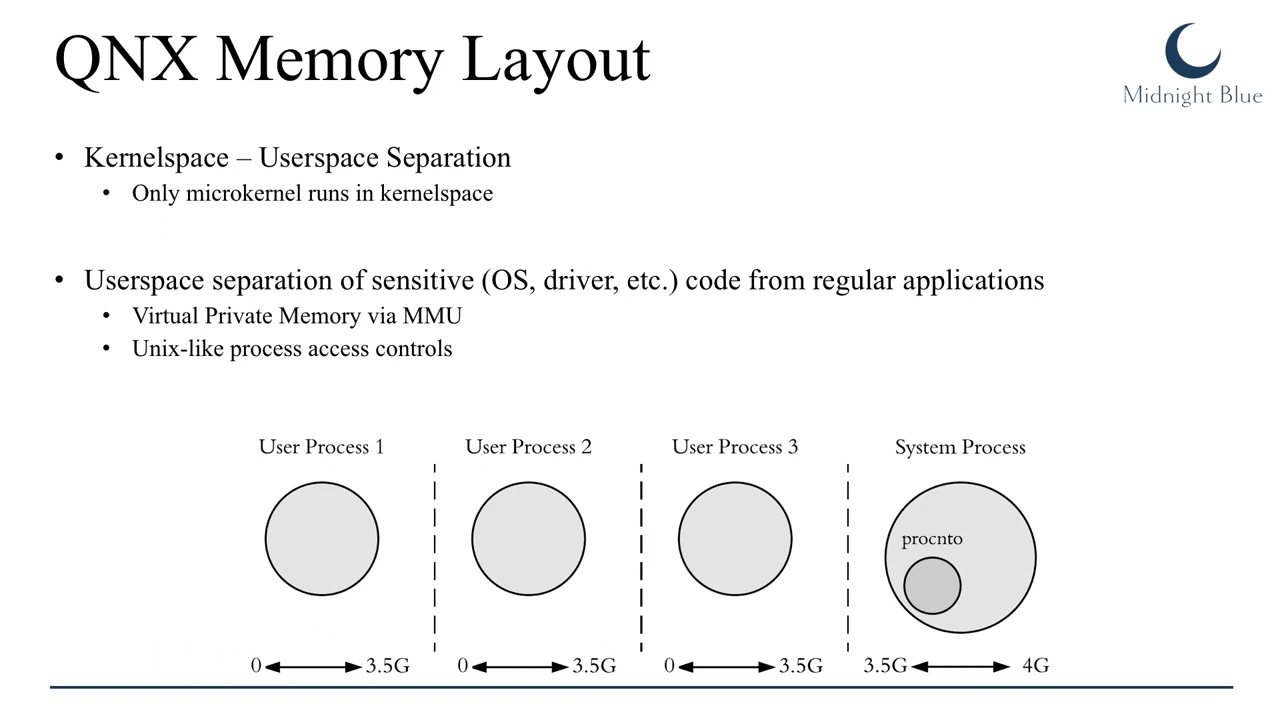 QNX Memory Layout
Midnight Blue
• Kernelspace – Userspace Separation
• Only microkernel runs in kernelspace
• Userspace separation of sensitive (OS, driver, etc.) code from regular applications
• Virtual Private Memory via MMU
• Unix-like process access controls
User Process 1 User Process 2 User Process 3 System Process
procnto
0 3.5G 0 3.5G 0 3.5G 3.5G 4G